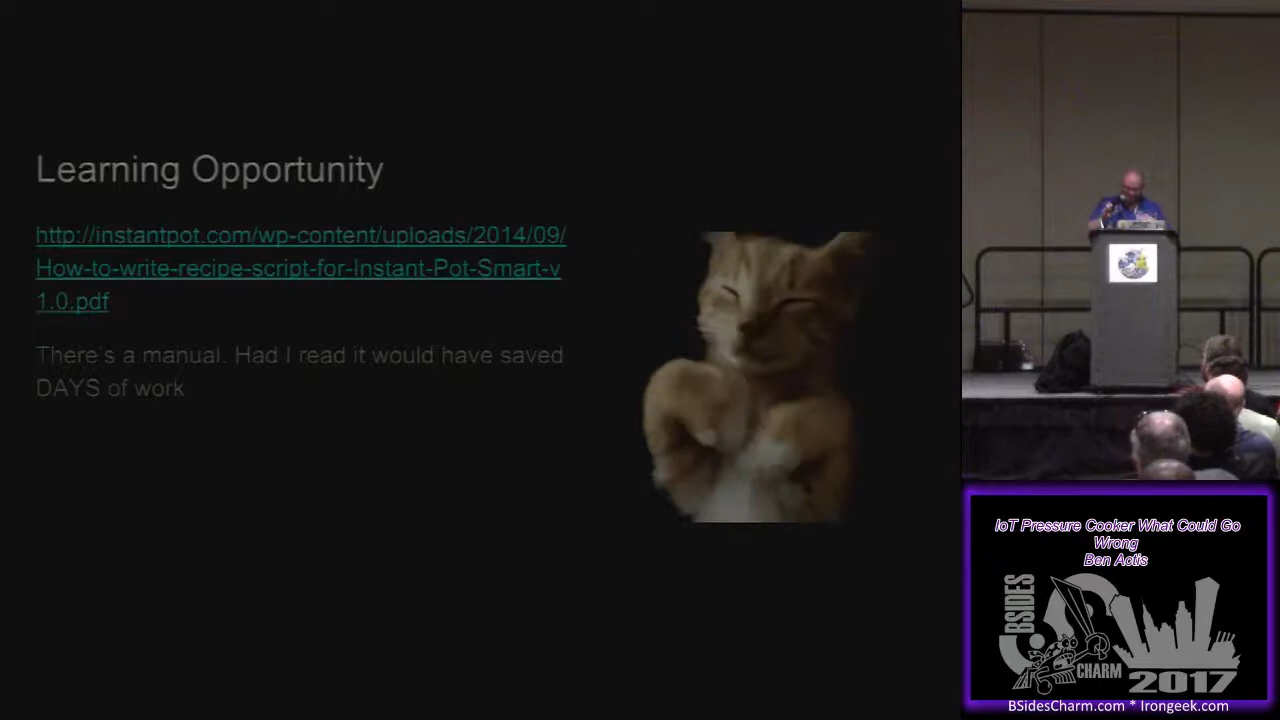 Learning Opportunity
http://instantpot.com/wp-content/uploads/2014/09/
How-to-write-recipe-script-for-Instant-Pot-Smart-v
1.0.pdf
There's a manual. Had I read it would have saved
DAYS of work
IoT Pressure Cooker What Could Go
Wrong
Ben Actis
BSIDES
CHARM
2017
BSidesCharm.com * Irongeek.com